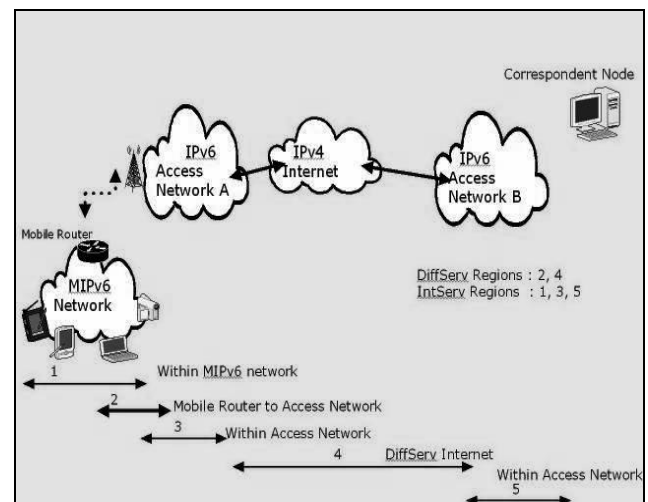 Correspondent Node
IPv6
Access
Network A
IPv4
Internet
IPv6
Access
Network B
Mobile Router
MIPv6
Network
DiffServ Regions : 2, 4
IntServ Regions : 1, 3, 5
1
Within MIPv6 network
2
Mobile Router to Access Network
3
Within Access Network
4
DiffServ Internet
Within Access Network
5